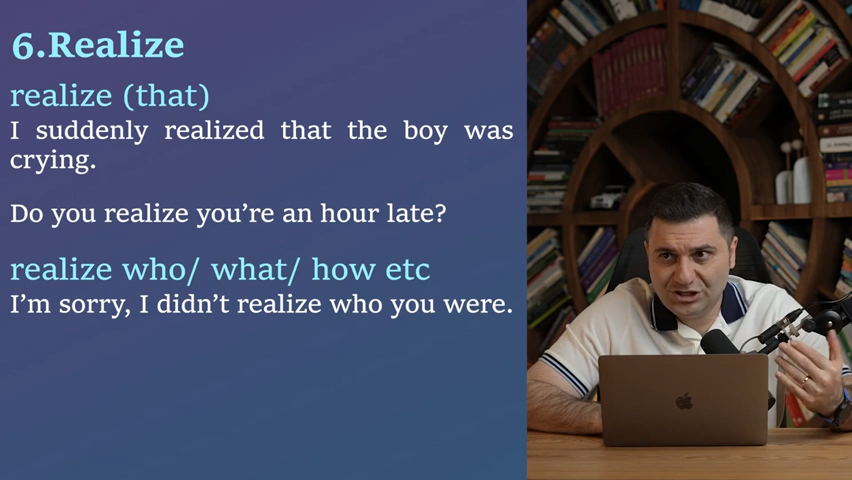 6.Realize
realize (that)
I suddenly realized that the boy was
crying.
Do you realize you're an hour late?
realize who/ what/ how etc
I'm sorry, I didn't realize who you were.